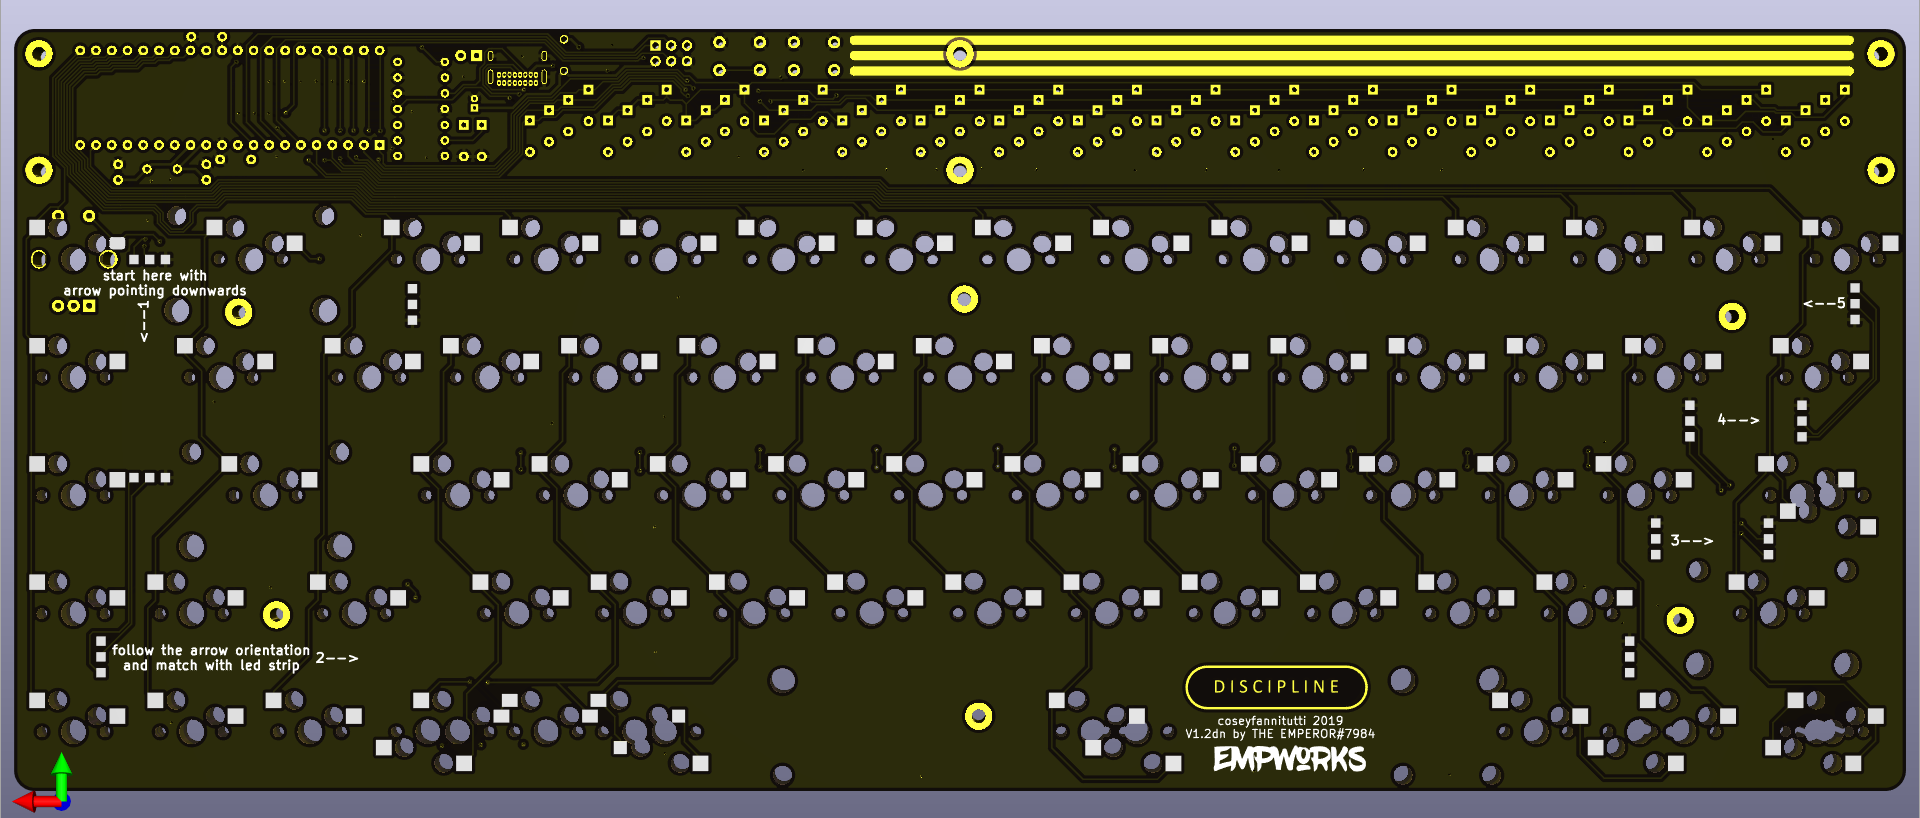 start here with
arrow pointing downwards
<--1
<--5
4-->
3-->
follow the arrow orientation
and match with led strip
2-->
DISCIPLINE
coseyfannitutti 2019
V1.2dn by THE EMPEROR#7984
EMPWORKS